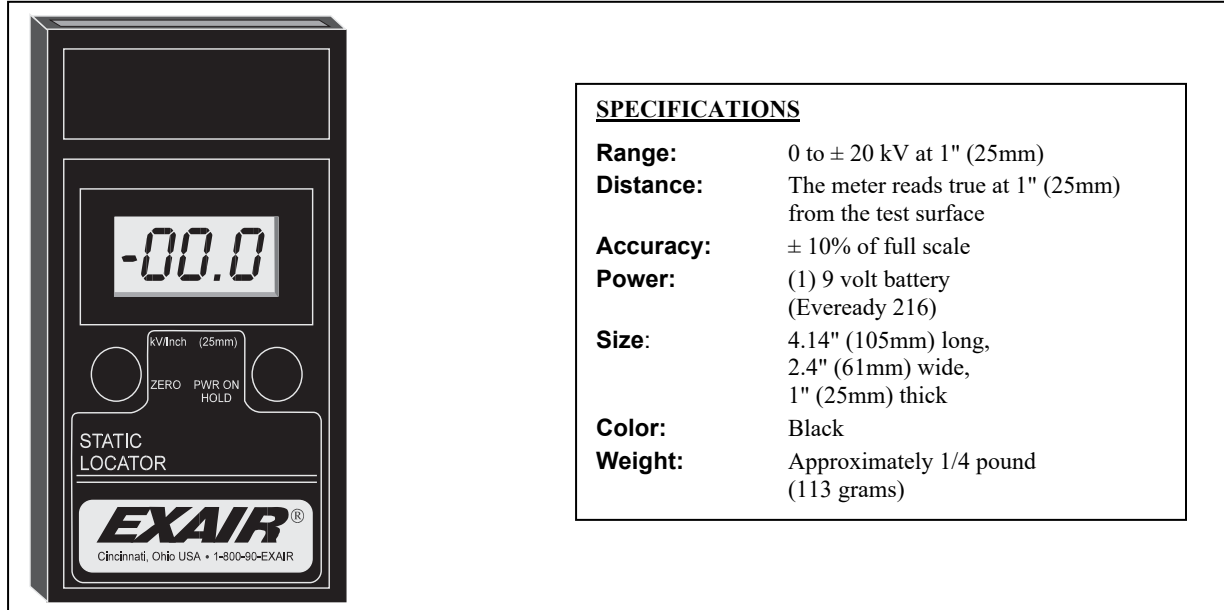 -00.0
kV/Inch (25mm)
ZERO PWR ON
HOLD
STATIC
LOCATOR
EXAIR®
Cincinnati, Ohio USA • 1-800-90-EXAIR
SPECIFICATIONS
Range: 0 to ± 20 kV at 1" (25mm)
Distance: The meter reads true at 1" (25mm)
from the test surface
Accuracy: ± 10% of full scale
Power: (1) 9 volt battery
(Eveready 216)
Size: 4.14" (105mm) long,
2.4" (61mm) wide,
1" (25mm) thick
Color: Black
Weight: Approximately 1/4 pound
(113 grams)